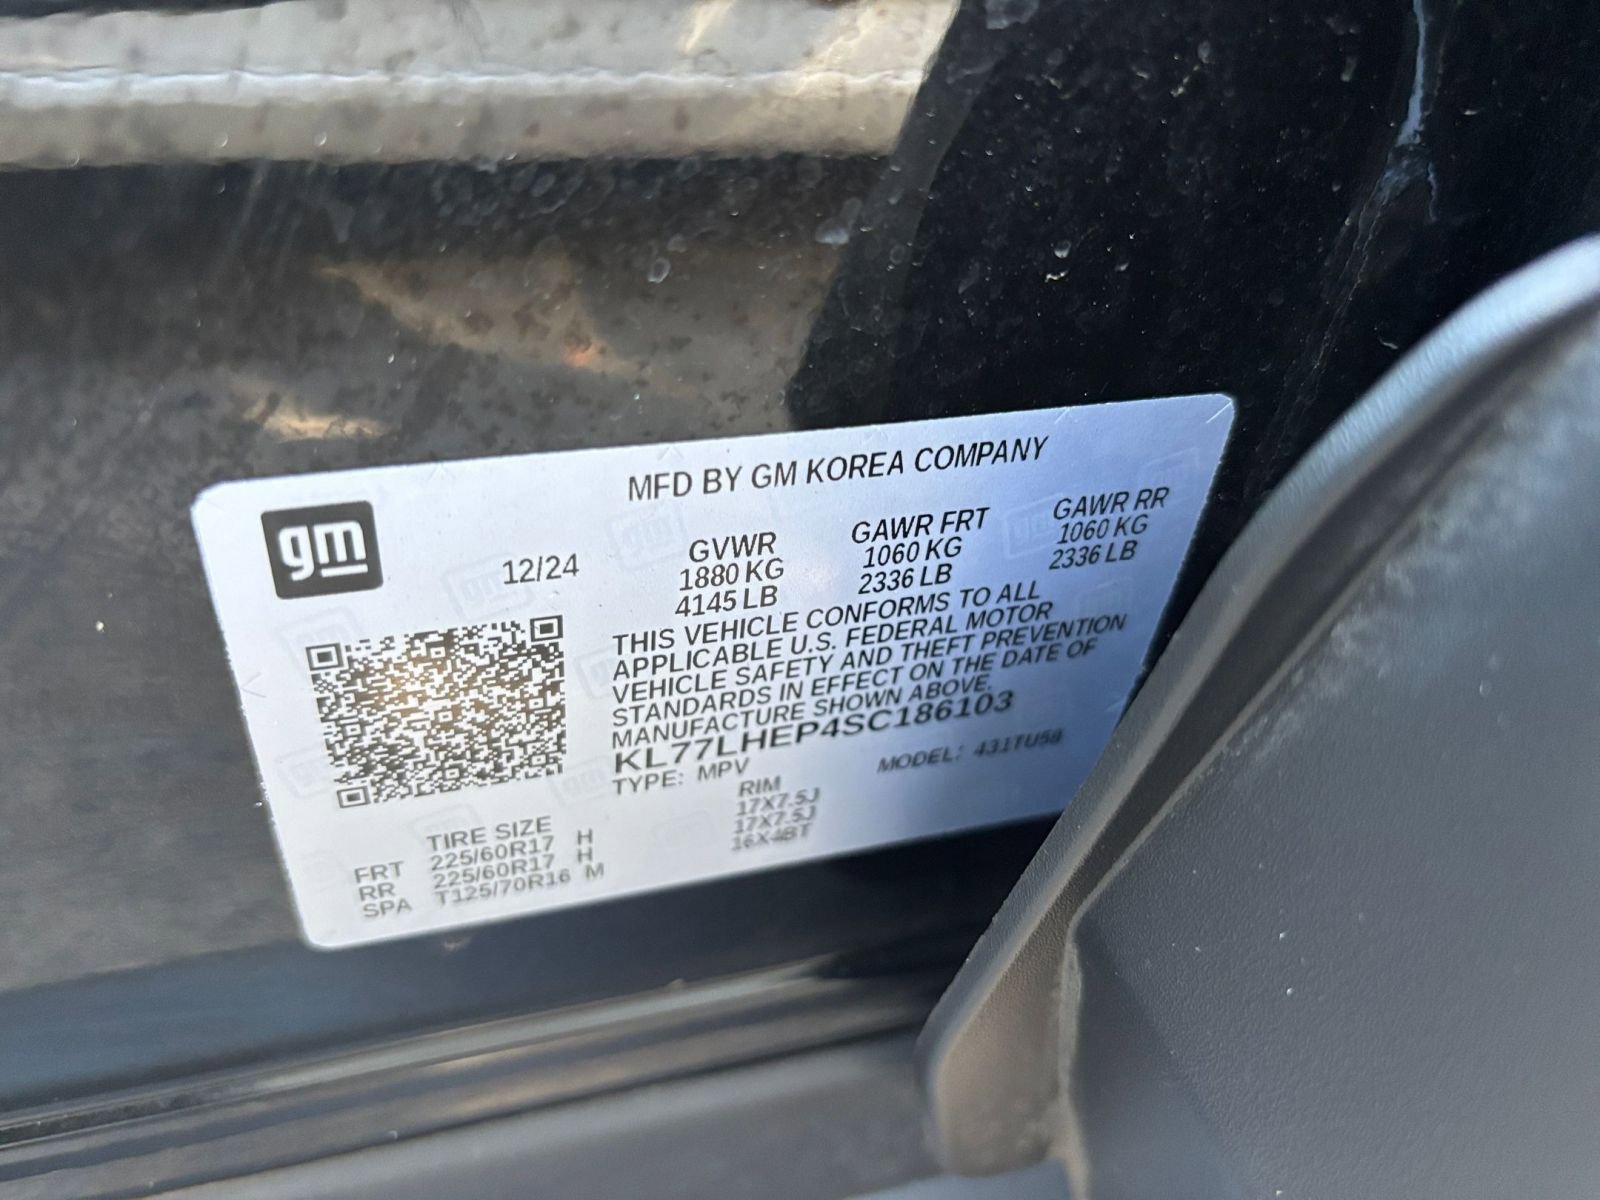 MFD BY GM KOREA COMPANY
gm
12/24
GVWR GAWR FRT GAWR RR
1880 KG 1060 KG 1060 KG
4145 LB 2336 LB 2336 LB
THIS VEHICLE CONFORMS TO ALL
APPLICABLE U.S. FEDERAL MOTOR
VEHICLE SAFETY AND THEFT PREVENTION
STANDARDS IN EFFECT ON THE DATE OF
MANUFACTURE SHOWN ABOVE.
KL77LHEP4SC186103
TYPE: MPV MODEL: 431TU58
TIRE SIZE RIM
FRT 225/60R17 H 17X7.5J
RR 225/60R17 H 17X7.5J
SPA T125/70R16 M 16X4BT